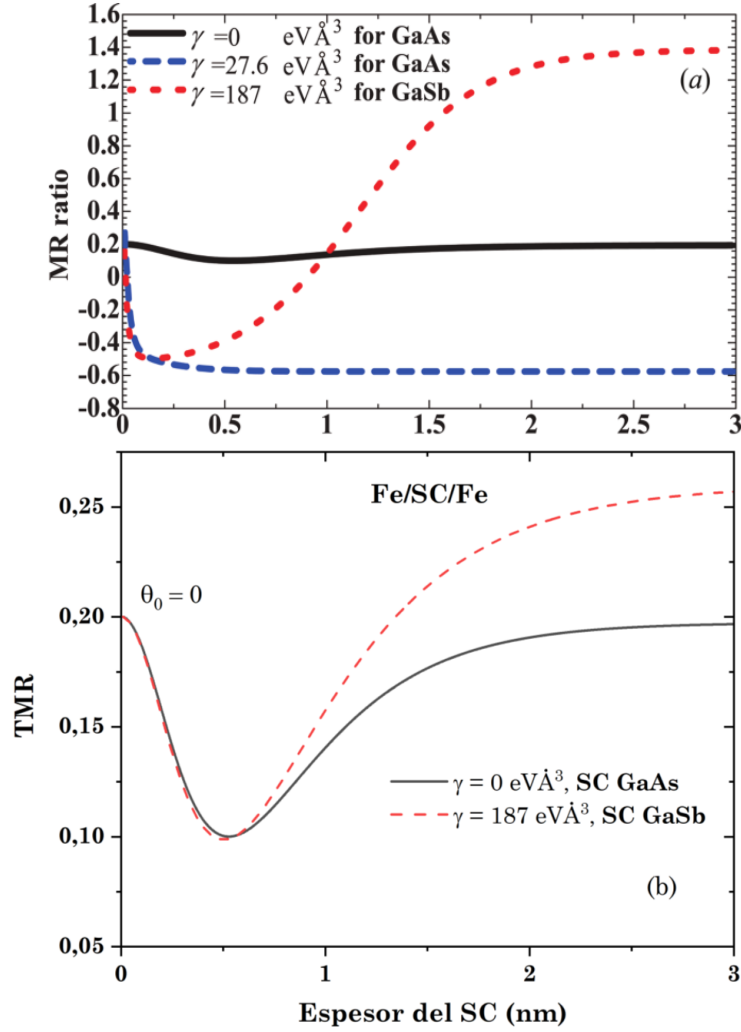 1.6
1.4
1.2
1.0
0.8
0.6
0.4
0.2
0
-0.2
-0.4
-0.6
-0.8
MR ratio
γ =0 eVÅ³ for GaAs
γ =27.6 eVÅ³ for GaAs
γ =187 eVÅ³ for GaSb
(a)
0 0.5 1 1.5 2 2.5 3
Fe/SC/Fe
0,25
0,20
0,15
0,10
0,05
TMR
θ₀ = 0
γ = 0 eVÅ³, SC GaAs
γ = 187 eVÅ³, SC GaSb
(b)
0 1 2 3
Espesor del SC (nm)